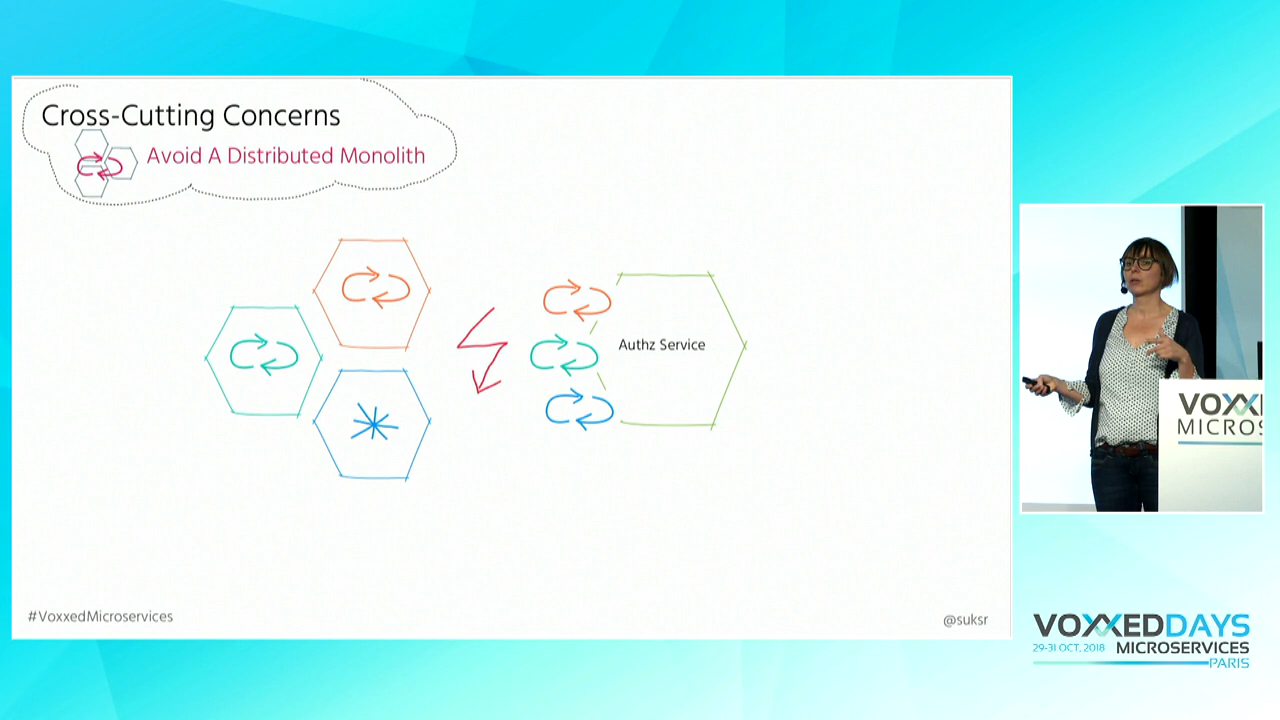 Cross-Cutting Concerns
Avoid A Distributed Monolith
Authz Service
#VoxxedMicroservices
@suksr
VOXXEDDAYS
29-31 OCT, 2018 MICROSERVICES
PARIS